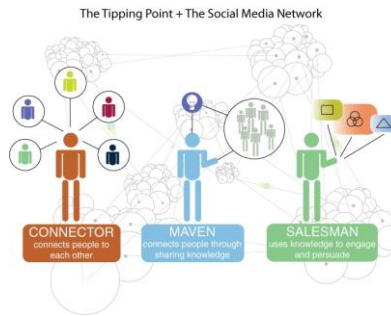 The Tipping Point + The Social Media Network
CONNECTOR
connects people to
each other
MAVEN
connects people through
sharing knowledge
SALESMAN
uses knowledge to engage
and persuade